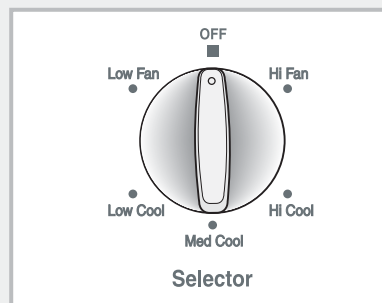 OFF
Low Fan
Hi Fan
Low Cool
Hi Cool
Med Cool
Selector